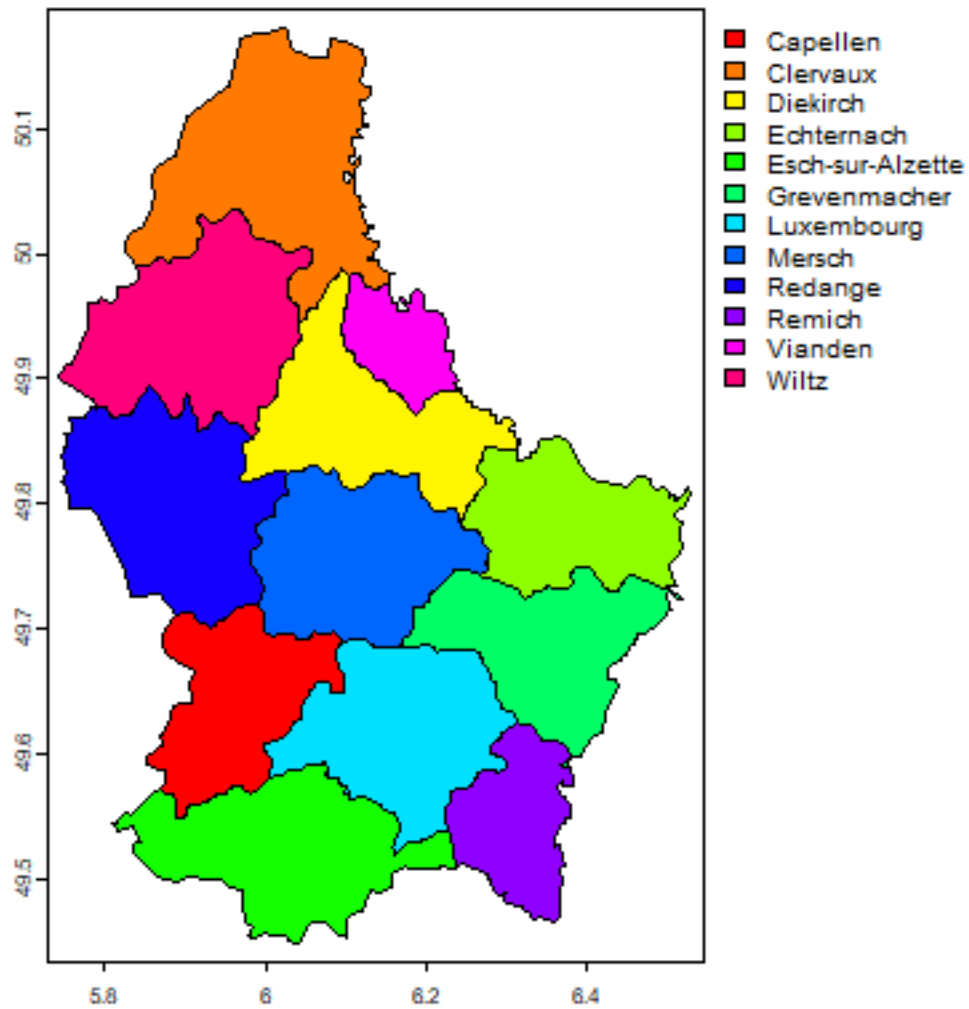 Capellen
Clervaux
Diekirch
Echternach
Esch-sur-Alzette
Grevenmacher
Luxembourg
Mersch
Redange
Remich
Vianden
Wiltz
50.1
50
49.9
49.8
49.7
49.6
49.5
5.8 6 6.2 6.4